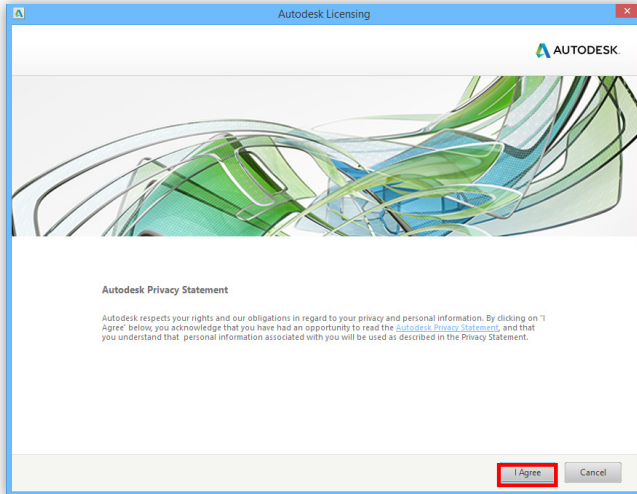 Autodesk Licensing
AUTODESK.
Autodesk Privacy Statement
Autodesk respects your rights and our obligations in regard to your privacy and personal information. By clicking on "I
Agree" below, you acknowledge that you have had an opportunity to read the Autodesk Privacy Statement, and that
you understand that personal information associated with you will be used as described in the Privacy Statement.
I Agree Cancel